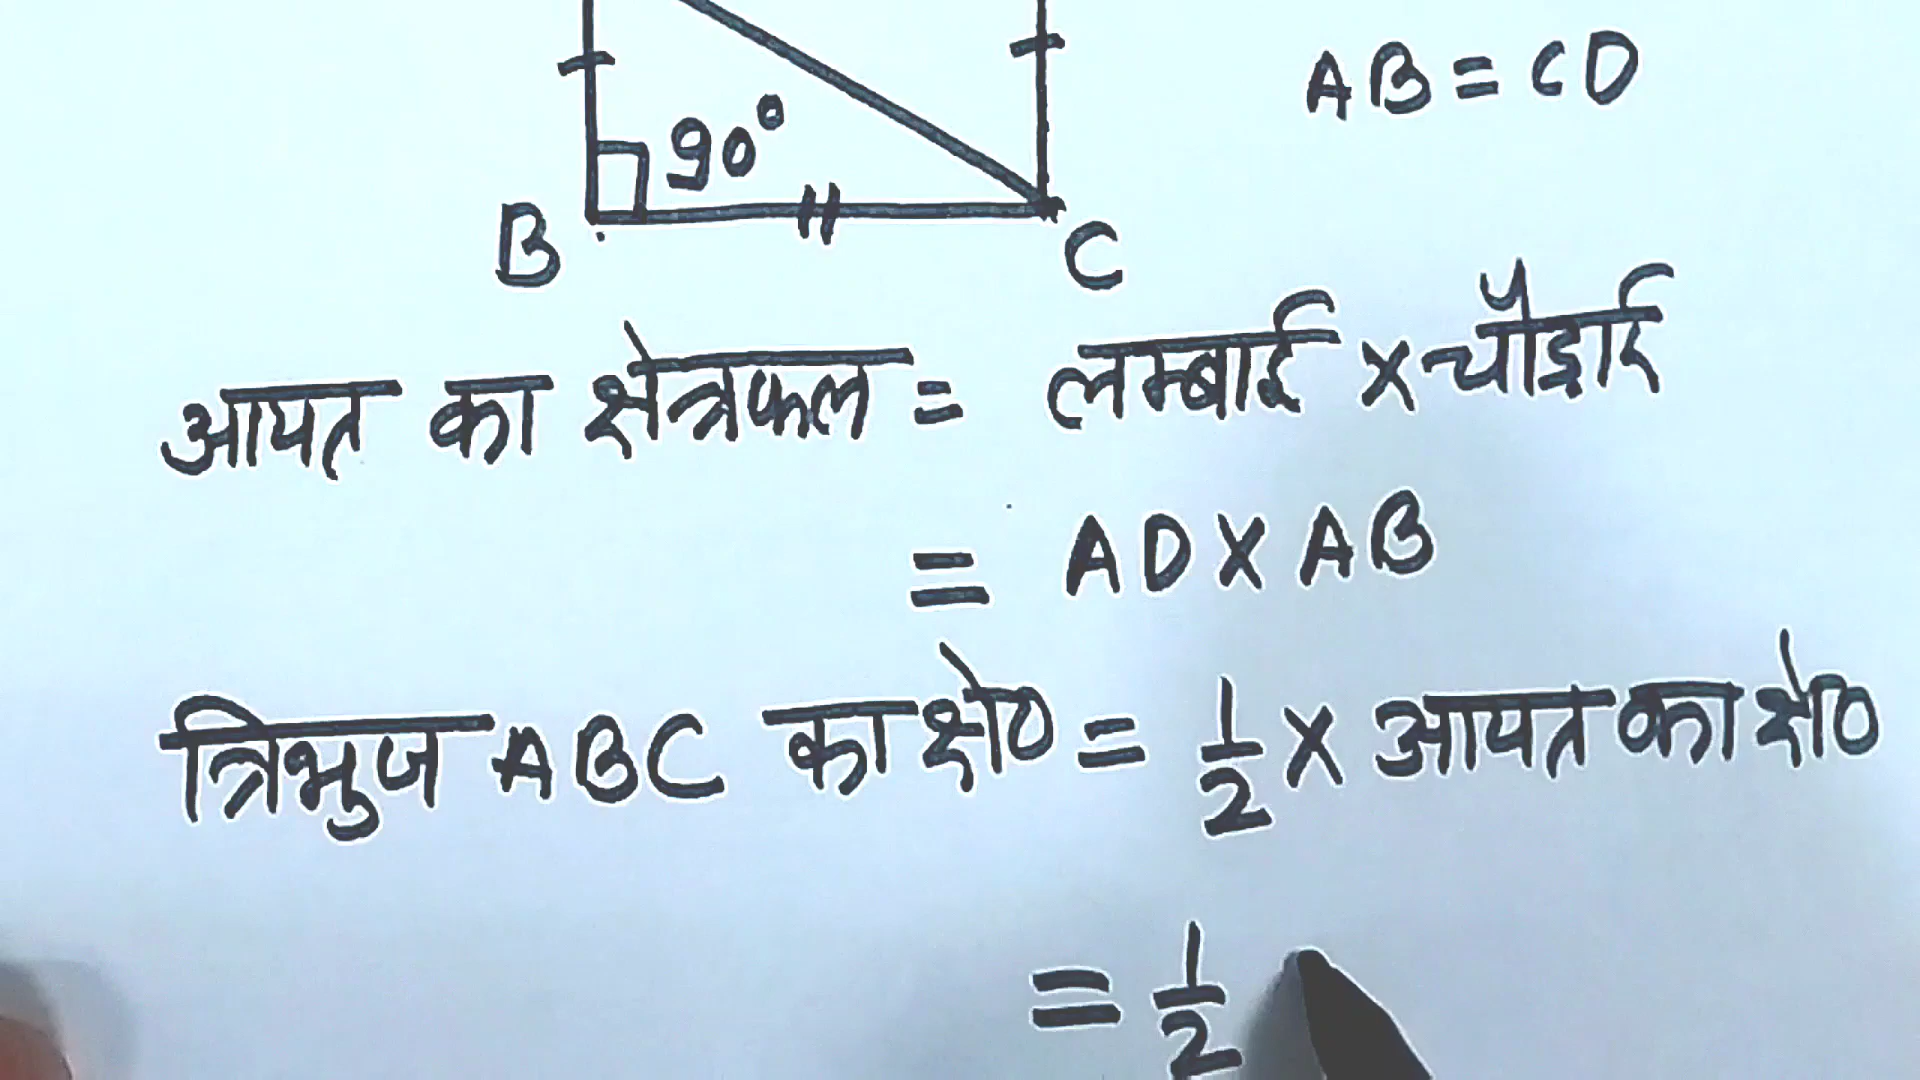 AB = CD
90°
B C
आयत का क्षेत्रफल = लम्बाई × चौड़ाई
= AD × AB
त्रिभुज ABC का क्षे० = 1/2 × आयत का क्षे०
= 1/2